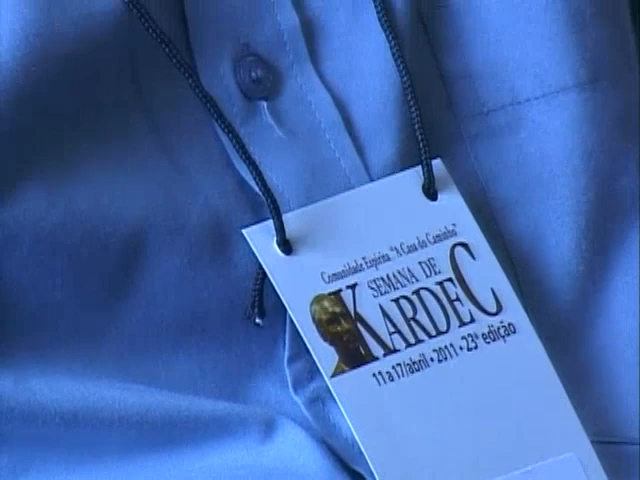 Comunidade Espírita "A Casa do Caminho"
SEMANA DE
KARDEC
11 a 17/abril • 2011 • 23ª edição